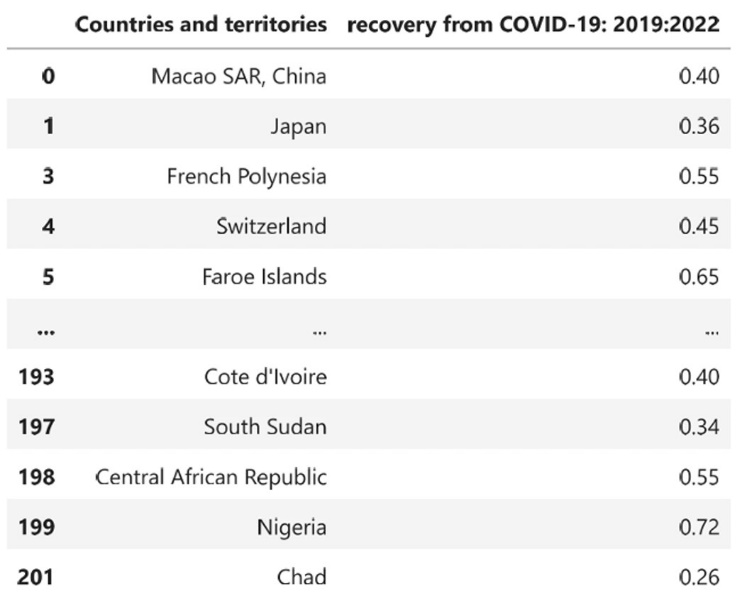 Countries and territories recovery from COVID-19: 2019:2022
0 Macao SAR, China 0.40
1 Japan 0.36
3 French Polynesia 0.55
4 Switzerland 0.45
5 Faroe Islands 0.65
... ... ...
193 Cote d'Ivoire 0.40
197 South Sudan 0.34
198 Central African Republic 0.55
199 Nigeria 0.72
201 Chad 0.26